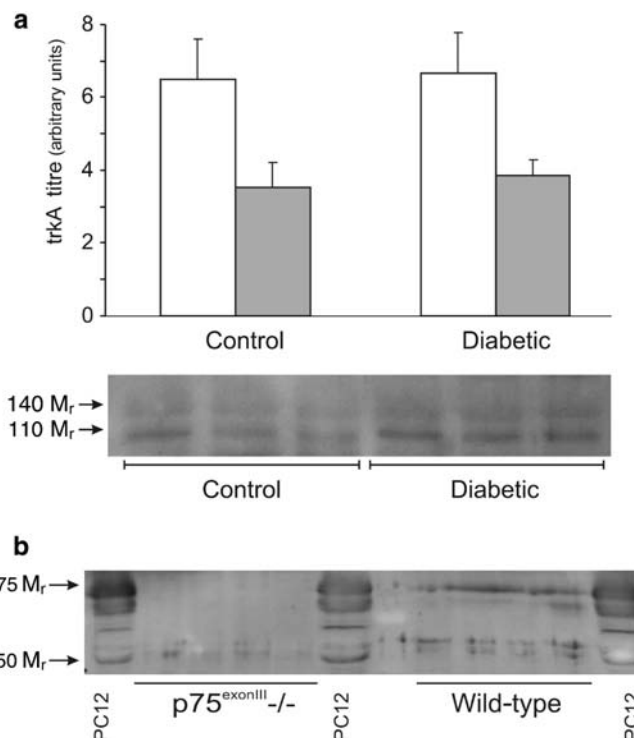 a
trkA titre (arbitrary units)
8
6
4
2
0
Control Diabetic
140 Mr
110 Mr
Control Diabetic
b
75 Mr
50 Mr
PC12 p75exonIII-/- PC12 Wild-type PC12